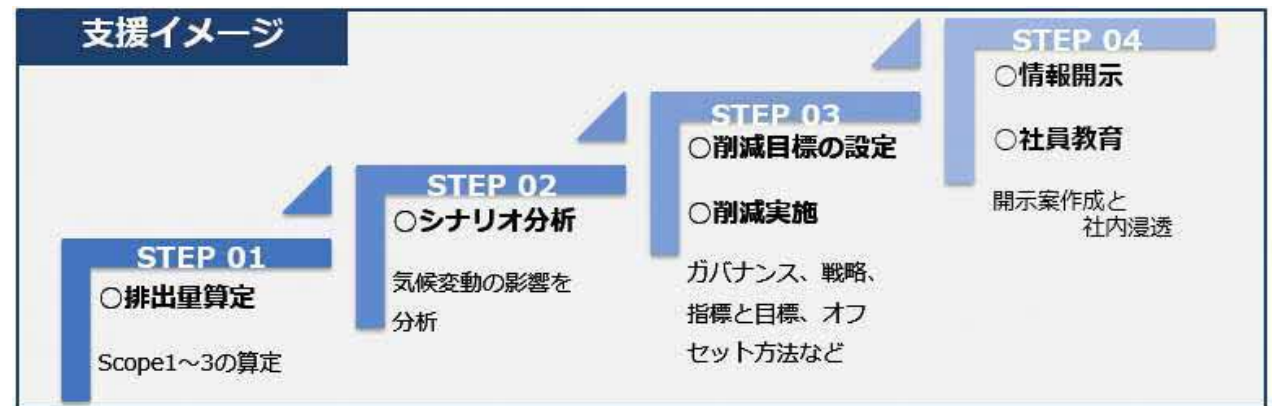 支援イメージ
STEP 01
○排出量算定
Scope1～3の算定
STEP 02
○シナリオ分析
気候変動の影響を
分析
STEP 03
○削減目標の設定
○削減実施
ガバナンス、戦略、
指標と目標、オフ
セット方法など
STEP 04
○情報開示
○社員教育
開示案作成と
社内浸透